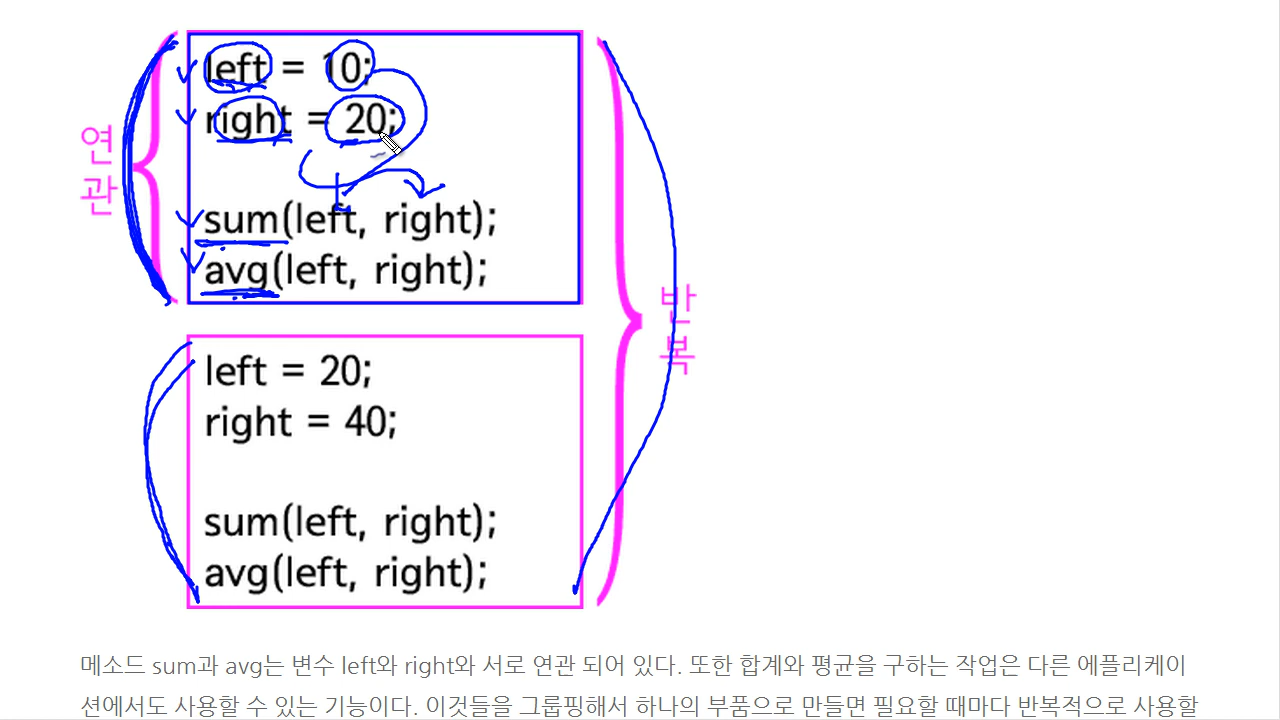 left = 10;
right = 20;
연관
sum(left, right);
avg(left, right);
반복
left = 20;
right = 40;
sum(left, right);
avg(left, right);
메소드 sum과 avg는 변수 left와 right와 서로 연관 되어 있다. 또한 합계와 평균을 구하는 작업은 다른 에플리케이
션에서도 사용할 수 있는 기능이다. 이것들을 그룹핑해서 하나의 부품으로 만들면 필요할 때마다 반복적으로 사용할